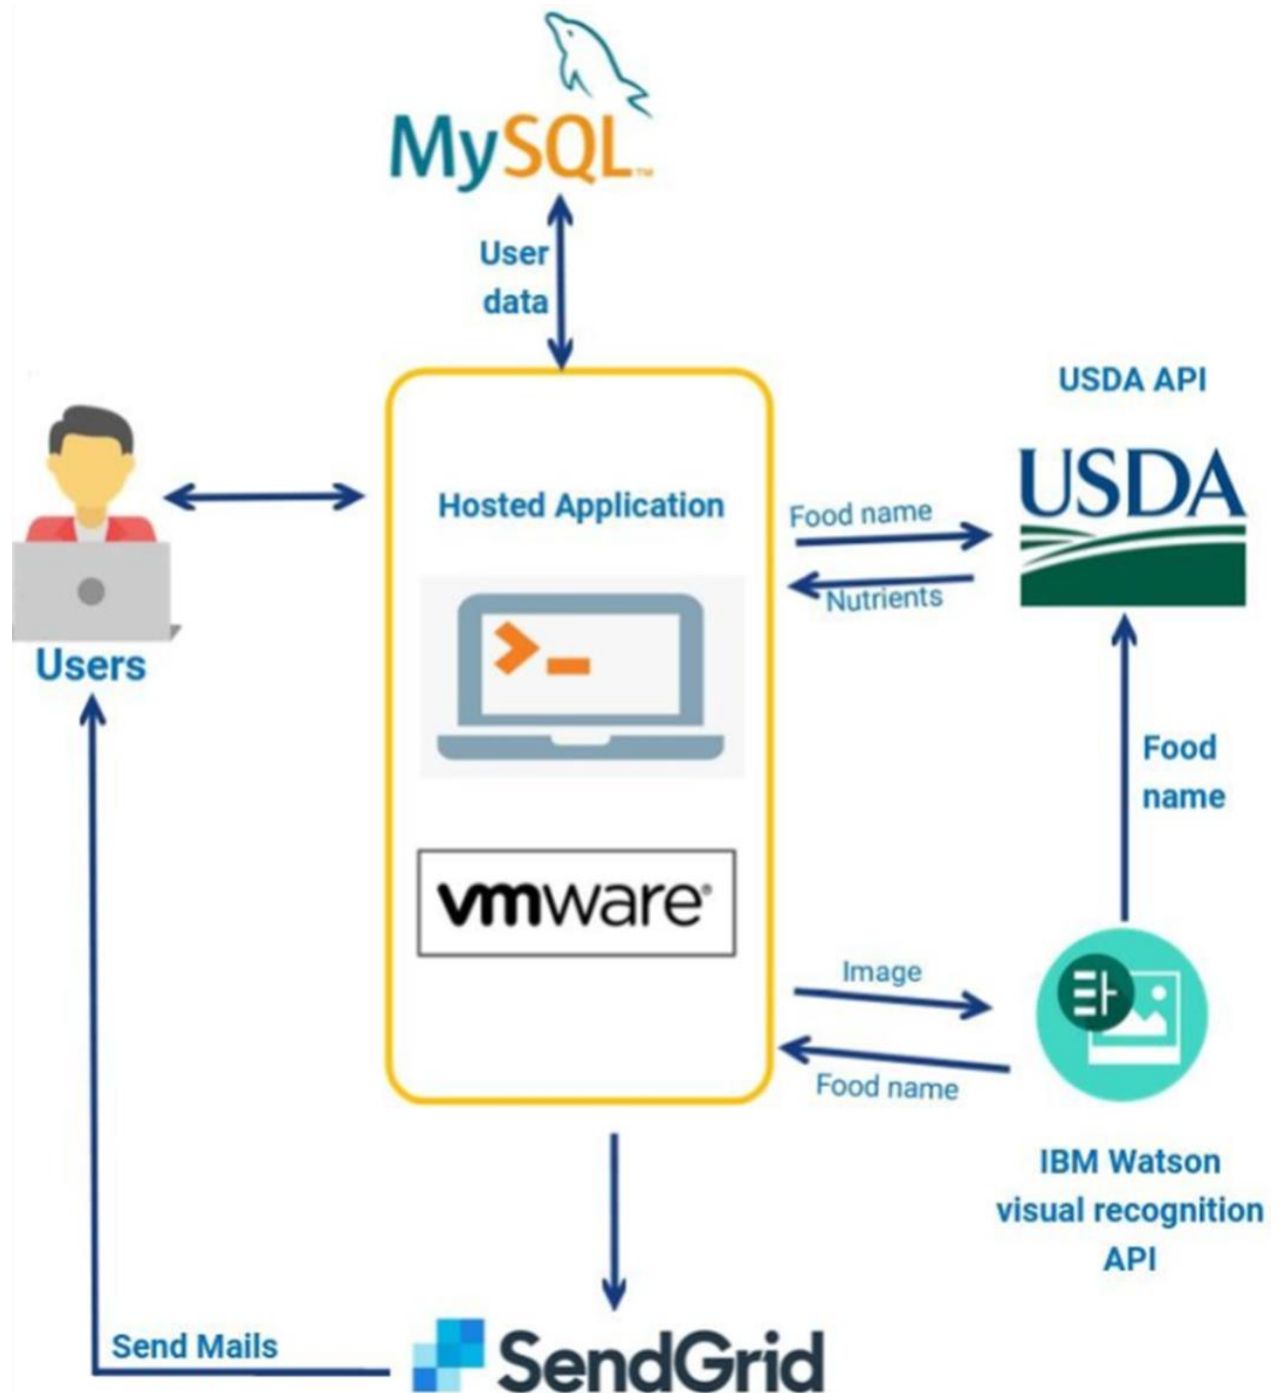 MySQL™
User
data
USDA API
USDA
Hosted Application
Food name
Nutrients
Users
Food
name
vmware®
Image
Food name
IBM Watson
visual recognition
API
Send Mails
SendGrid